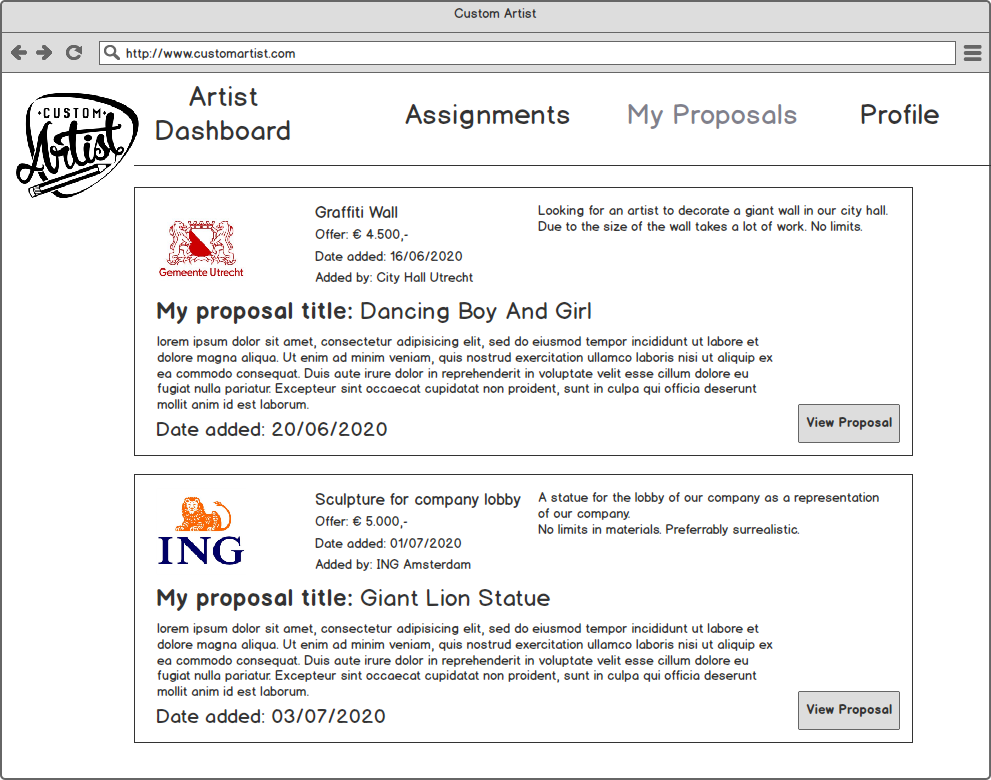 Custom Artist
http://www.customartist.com
CUSTOM
Artist
Artist
Dashboard
Assignments
My Proposals
Profile
Gemeente Utrecht
Graffiti Wall
Offer: € 4.500,-
Date added: 16/06/2020
Added by: City Hall Utrecht
Looking for an artist to decorate a giant wall in our city hall.
Due to the size of the wall takes a lot of work. No limits.
My proposal title: Dancing Boy And Girl
lorem ipsum dolor sit amet, consectetur adipisicing elit, sed do eiusmod tempor incididunt ut labore et
dolore magna aliqua. Ut enim ad minim veniam, quis nostrud exercitation ullamco laboris nisi ut aliquip ex
ea commodo consequat. Duis aute irure dolor in reprehenderit in voluptate velit esse cillum dolore eu
fugiat nulla pariatur. Excepteur sint occaecat cupidatat non proident, sunt in culpa qui officia deserunt
mollit anim id est laborum.
Date added: 20/06/2020
View Proposal
ING
Sculpture for company lobby
Offer: € 5.000,-
Date added: 01/07/2020
Added by: ING Amsterdam
A statue for the lobby of our company as a representation
of our company.
No limits in materials. Preferrably surrealistic.
My proposal title: Giant Lion Statue
lorem ipsum dolor sit amet, consectetur adipisicing elit, sed do eiusmod tempor incididunt ut labore et
dolore magna aliqua. Ut enim ad minim veniam, quis nostrud exercitation ullamco laboris nisi ut aliquip ex
ea commodo consequat. Duis aute irure dolor in reprehenderit in voluptate velit esse cillum dolore eu
fugiat nulla pariatur. Excepteur sint occaecat cupidatat non proident, sunt in culpa qui officia deserunt
mollit anim id est laborum.
Date added: 03/07/2020
View Proposal